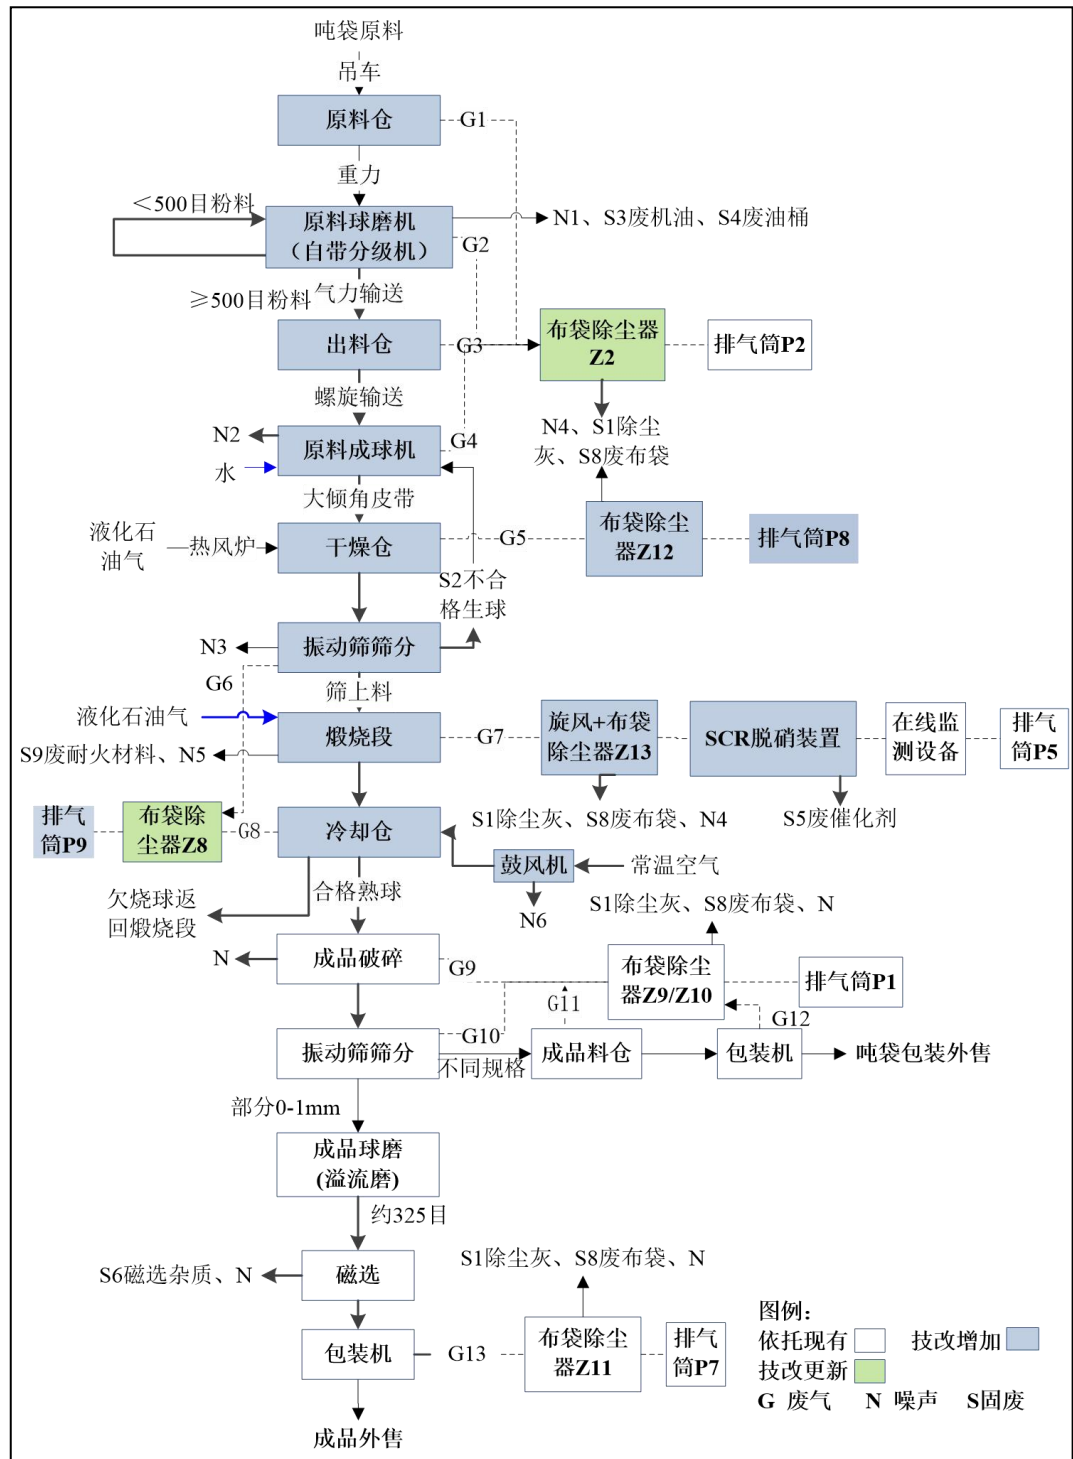 吨袋原料
吊车
原料仓
G1
重力
＜500目粉料
原料球磨机
（自带分级机）
N1、S3废机油、S4废油桶
G2
≥500目粉料
气力输送
出料仓
G3
布袋除尘器
Z2
排气筒P2
螺旋输送
N4、S1除尘
灰、S8废布袋
N2
原料成球机
G4
水
大倾角皮带
液化石
油气
热风炉
干燥仓
G5
布袋除尘
器Z12
排气筒P8
S2不合
格生球
N3
振动筛筛分
G6
筛上料
液化石油气
煅烧段
G7
旋风+布袋
除尘器Z13
SCR脱硝装置
在线监
测设备
排气
筒P5
S9废耐火材料、N5
S1除尘灰、S8废布袋、N4
S5废催化剂
排气
筒P9
布袋除
尘器Z8
G8
冷却仓
鼓风机
常温空气
N6
欠烧球返
回煅烧段
合格熟球
S1除尘灰、S8废布袋、N
N
成品破碎
G9
布袋除尘
器Z9/Z10
排气筒P1
G11
G12
G10
振动筛筛分
不同规格
成品料仓
包装机
吨袋包装外售
部分0-1mm
成品球磨
(溢流磨)
约325目
S6磁选杂质、N
磁选
S1除尘灰、S8废布袋、N
包装机
G13
布袋除尘
器Z11
排气
筒P7
成品外售
图例：
依托现有
技改增加
技改更新
G 废气
N 噪声
S固废